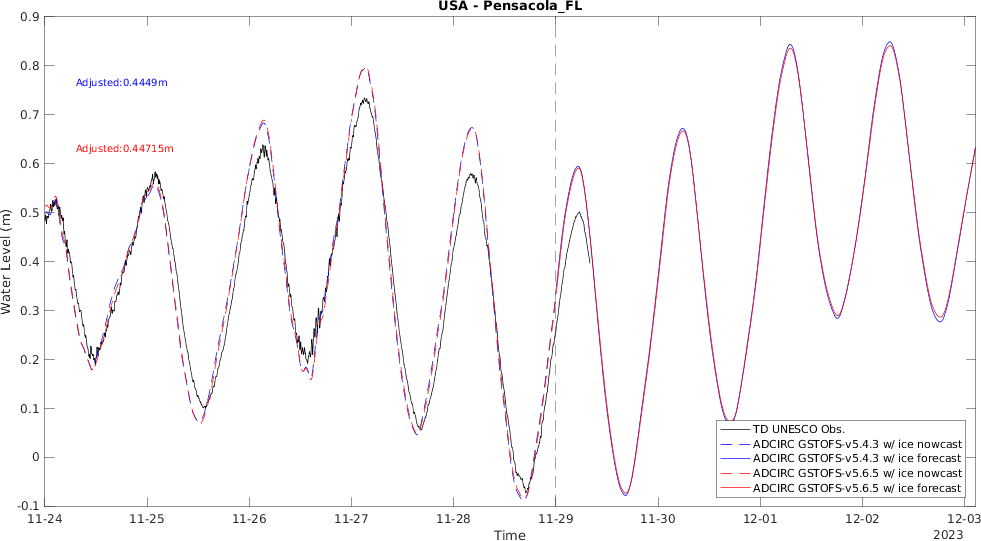 USA - Pensacola_FL
0.9
0.8
Adjusted:0.4449m
0.7
Adjusted:0.44715m
0.6
0.5
Water Level (m)
0.4
0.3
0.2
0.1
0
-0.1
TD UNESCO Obs.
ADCIRC GSTOFS-v5.4.3 w/ ice nowcast
ADCIRC GSTOFS-v5.4.3 w/ ice forecast
ADCIRC GSTOFS-v5.6.5 w/ ice nowcast
ADCIRC GSTOFS-v5.6.5 w/ ice forecast
11-24 11-25 11-26 11-27 11-28 11-29 11-30 12-01 12-02 12-03
Time
2023